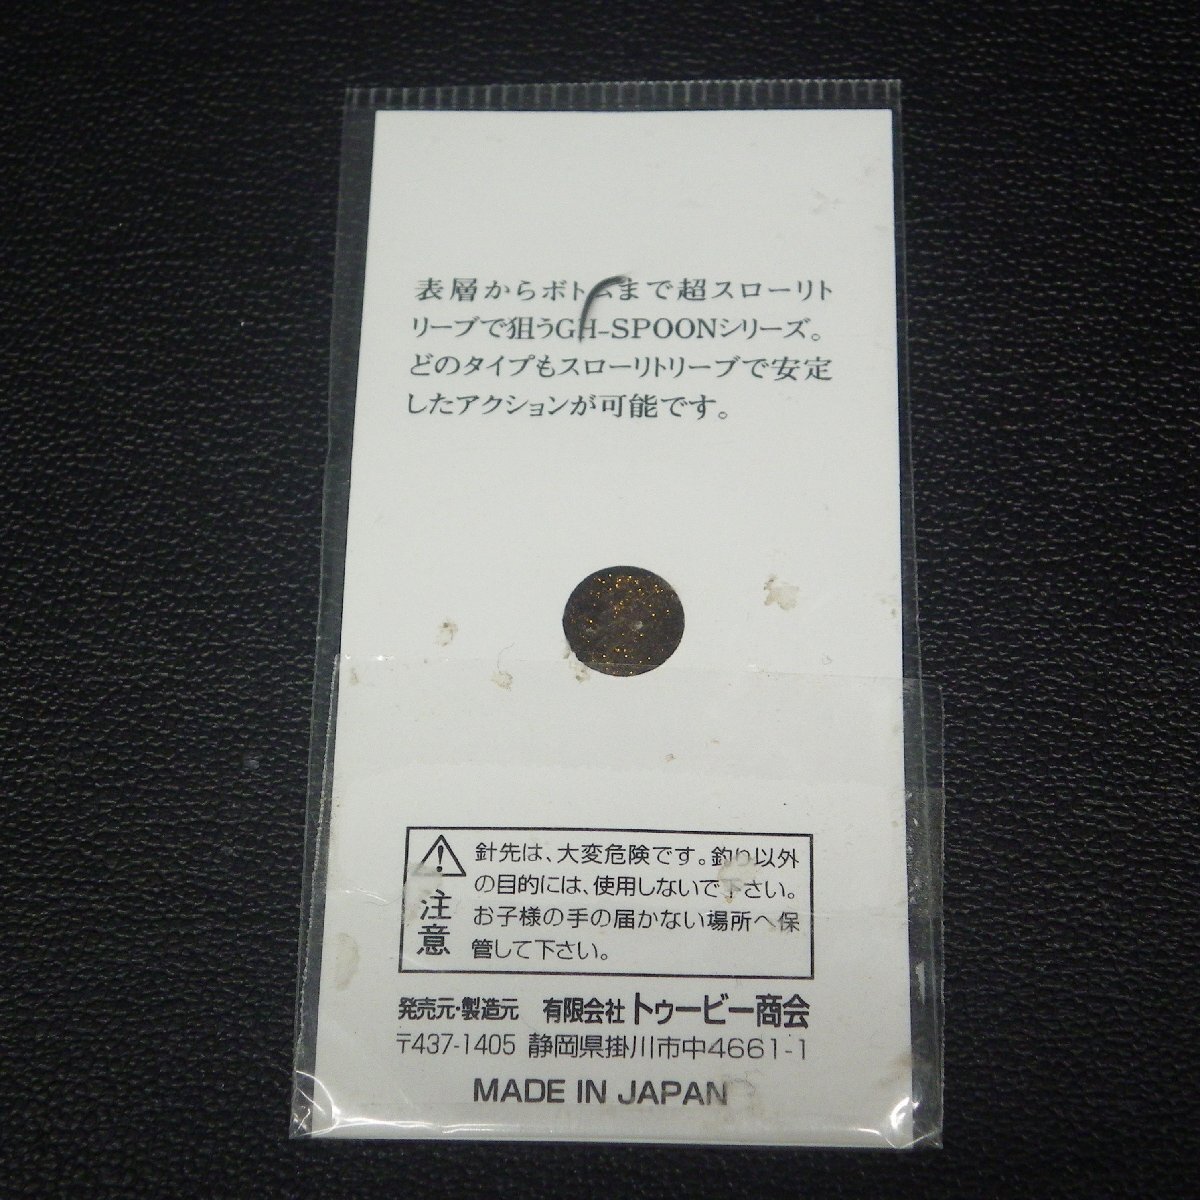 表層からボトムまで超スローリト
リーブで狙うGH-SPOONシリーズ。
どのタイプもスローリトリーブで安定
したアクションが可能です。
注意
針先は、大変危険です。釣り以外
の目的には、使用しないで下さい。
お子様の手の届かない場所へ保
管して下さい。
発売元・製造元 有限会社トゥービー商会
〒437-1405 静岡県掛川市中4661-1
MADE IN JAPAN